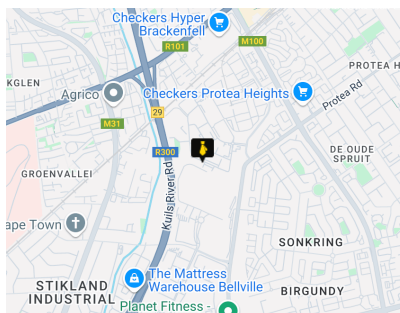 Checkers Hyper
Brackenfell
R101
M100
PROTEA H
KGLEN
Agrico
Checkers Protea Heights
Protea Rd
29
M31
R300
DE OUDE
SPRUIT
GROENVALLEI
Kuils River Rd
ape Town
SONKRING
The Mattress
Warehouse Bellville
STIKLAND
INDUSTRIAL
BIRGUNDY
Planet Fitness -